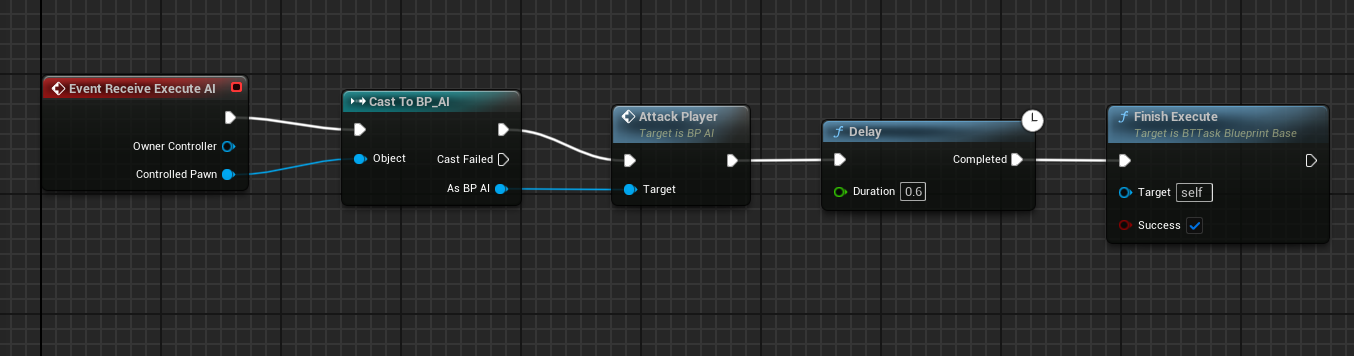 Event Receive Execute AI
Owner Controller
Controlled Pawn
Cast To BP_AI
Object
Cast Failed
As BP AI
Attack Player
Target is BP AI
Target
Delay
Completed
Duration 0.6
Finish Execute
Target is BTTask Blueprint Base
Target self
Success